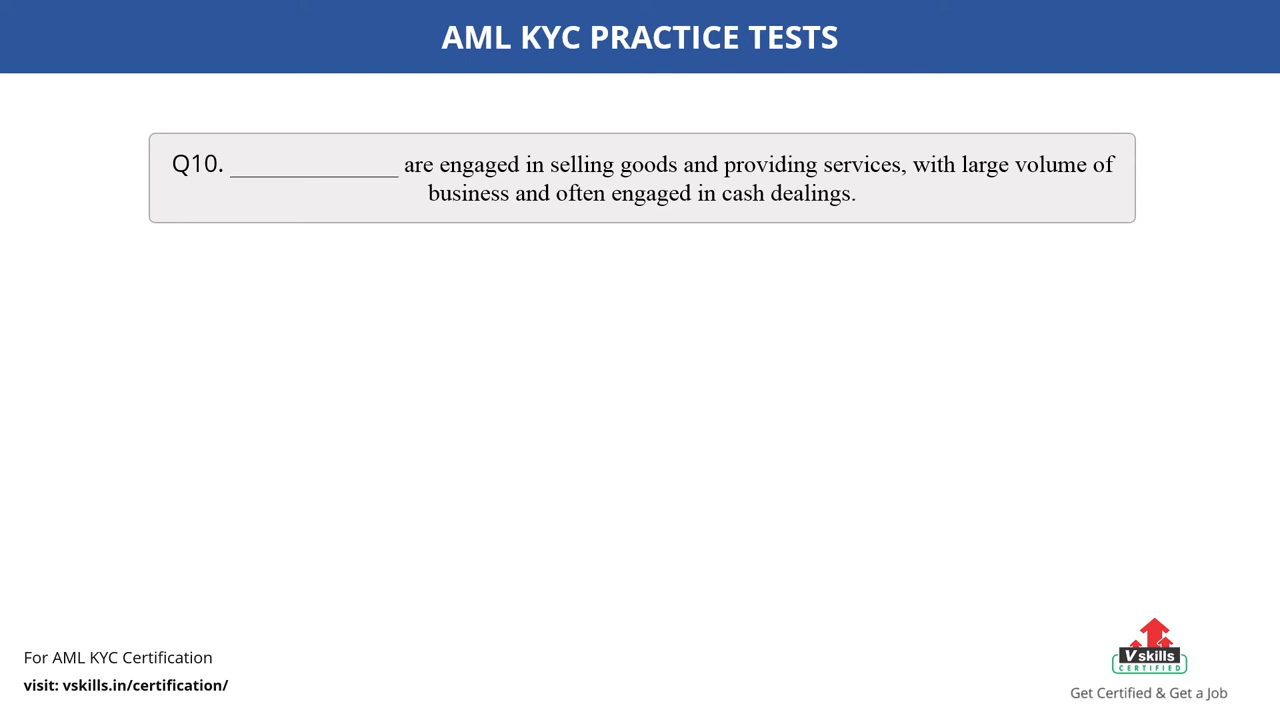 AML KYC PRACTICE TESTS
Q10. ______________ are engaged in selling goods and providing services, with large volume of
business and often engaged in cash dealings.
For AML KYC Certification
visit: vskills.in/certification/
Vskills
CERTIFIED
Get Certified & Get a Job